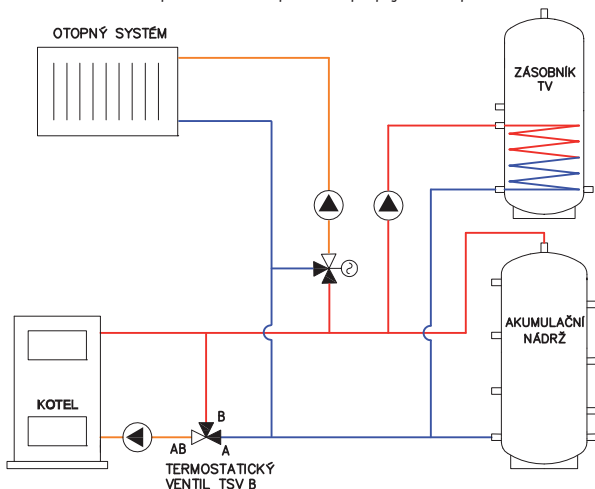 OTOPNÝ SYSTÉM
ZÁSOBNÍK
TV
AKUMULAČNÍ
NÁDRŽ
KOTEL
B
AB
A
TERMOSTATICKÝ
VENTIL TSV B